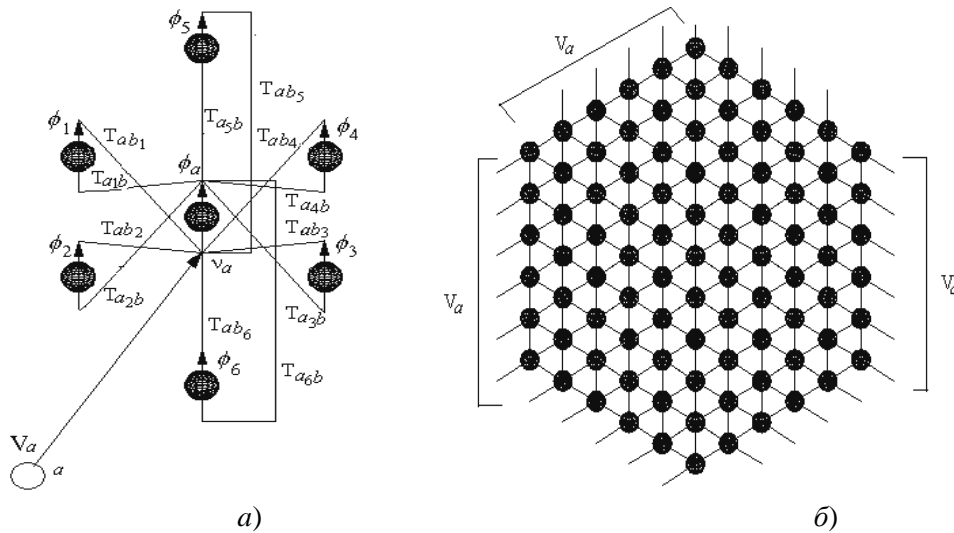 ϕ5
Tab5
ϕ1
Tab1
Ta5b
Tab4
ϕ4
Ta1b
ϕa
Ta4b
ϕ2
Tab2
Tab3
ϕ3
νa
Ta2b
Ta3b
Tab6
ϕ6
Ta6b
Va
a
а)
Va
Va
Va
б)